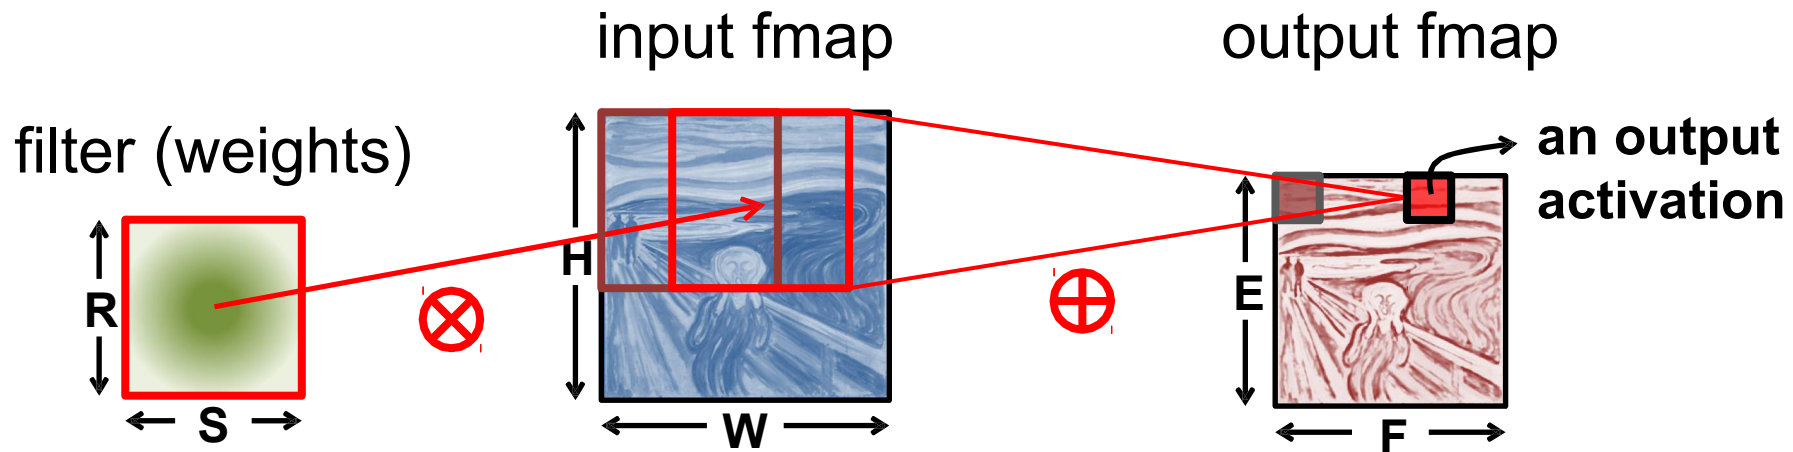 input fmap
output fmap
filter (weights)
an output
activation
H
R
E
S
W
F